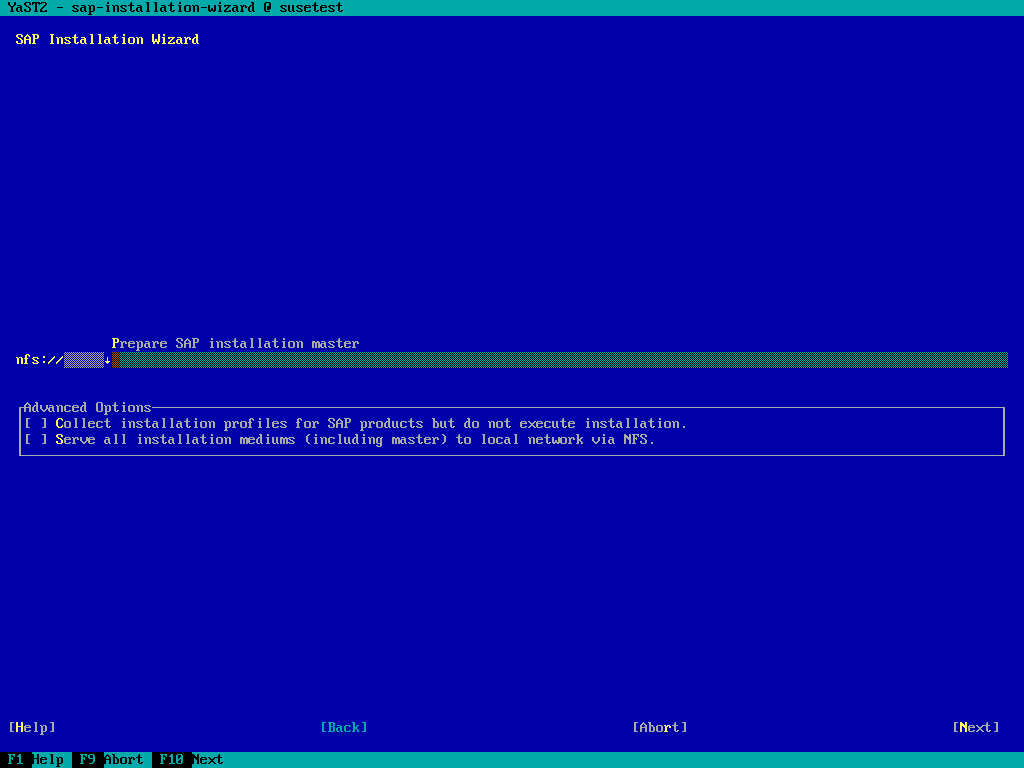 YaST2 - sap-installation-wizard @ susetest
SAP Installation Wizard
Prepare SAP installation master
nfs://↓
Advanced Options
[ ] Collect installation profiles for SAP products but do not execute installation.
[ ] Serve all installation mediums (including master) to local network via NFS.
[Help] [Back] [Abort] [Next]
F1 Help F9 Abort F10 Next